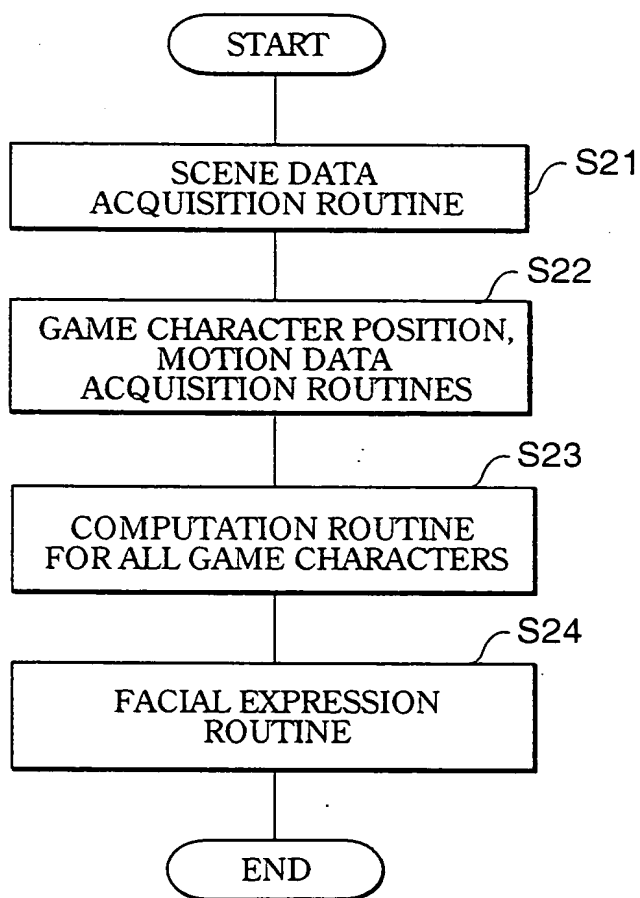 START
SCENE DATA
ACQUISITION ROUTINE
S21
S22
GAME CHARACTER POSITION,
MOTION DATA
ACQUISITION ROUTINES
S23
COMPUTATION ROUTINE
FOR ALL GAME CHARACTERS
S24
FACIAL EXPRESSION
ROUTINE
END